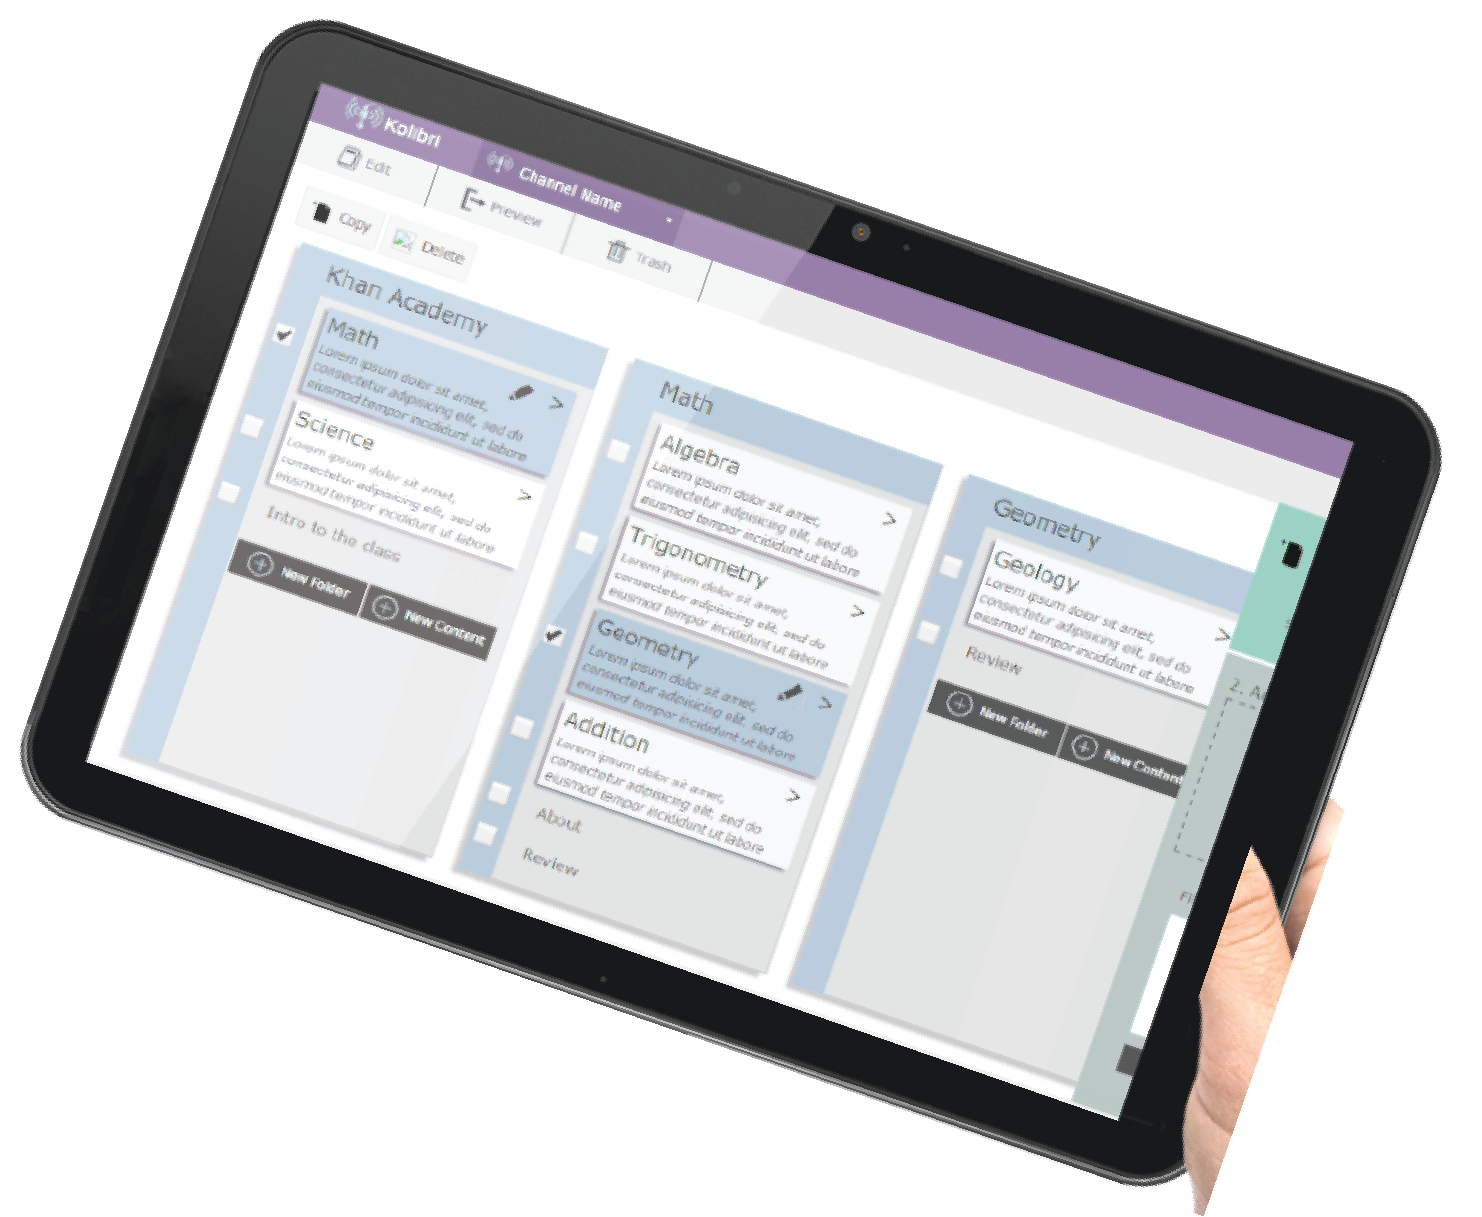 Kolibri
Channel Name
Edit
Preview
Trash
Copy
Delete
Khan Academy
Math
Lorem ipsum dolor sit amet,
consectetur adipisicing elit, sed do
eiusmod tempor incididunt ut labore
Science
Lorem ipsum dolor sit amet,
consectetur adipisicing elit, sed do
eiusmod tempor incididunt ut labore
Intro to the class
New Folder
New Content
Math
Algebra
Lorem ipsum dolor sit amet,
consectetur adipisicing elit, sed do
eiusmod tempor incididunt ut labore
Trigonometry
Lorem ipsum dolor sit amet,
consectetur adipisicing elit, sed do
eiusmod tempor incididunt ut labore
Geometry
Lorem ipsum dolor sit amet,
consectetur adipisicing elit, sed do
eiusmod tempor incididunt ut labore
Addition
Lorem ipsum dolor sit amet,
consectetur adipisicing elit, sed do
eiusmod tempor incididunt ut labore
About
Review
Geometry
Geology
Lorem ipsum dolor sit amet,
consectetur adipisicing elit, sed do
eiusmod tempor incididunt ut labore
Review
New Folder
New Content
2.